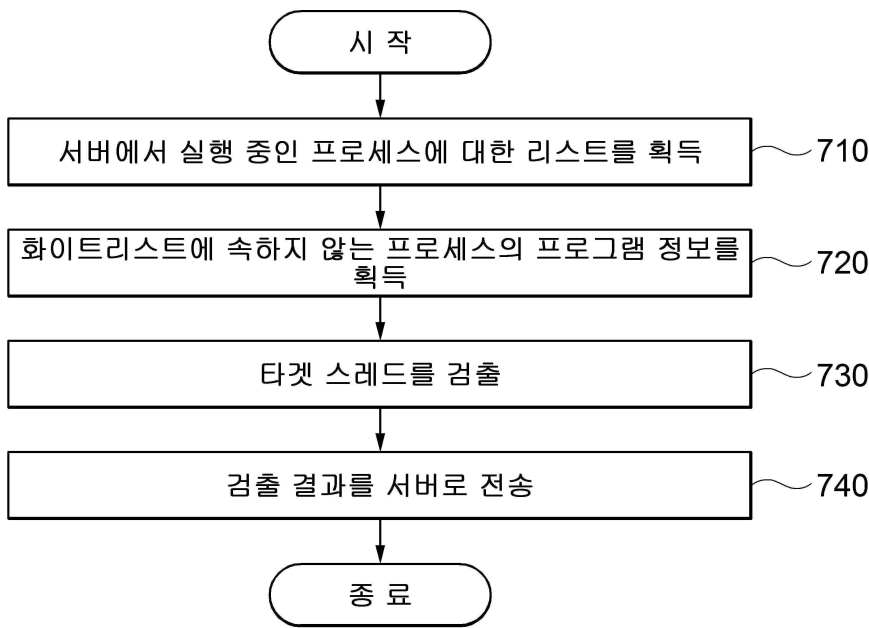 시 작
서버에서 실행 중인 프로세스에 대한 리스트를 획득
710
화이트리스트에 속하지 않는 프로세스의 프로그램 정보를
획득
720
타겟 스레드를 검출
730
검출 결과를 서버로 전송
740
종 료